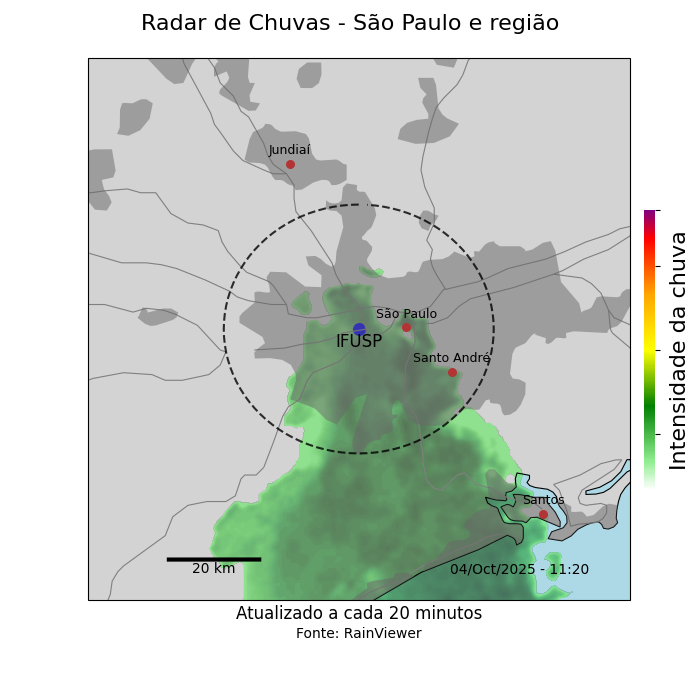 Radar de Chuvas - São Paulo e região
Jundiaí
São Paulo
IFUSP
Santo André
Santos
20 km
04/Oct/2025 - 11:20
Intensidade da chuva
Atualizado a cada 20 minutos
Fonte: RainViewer